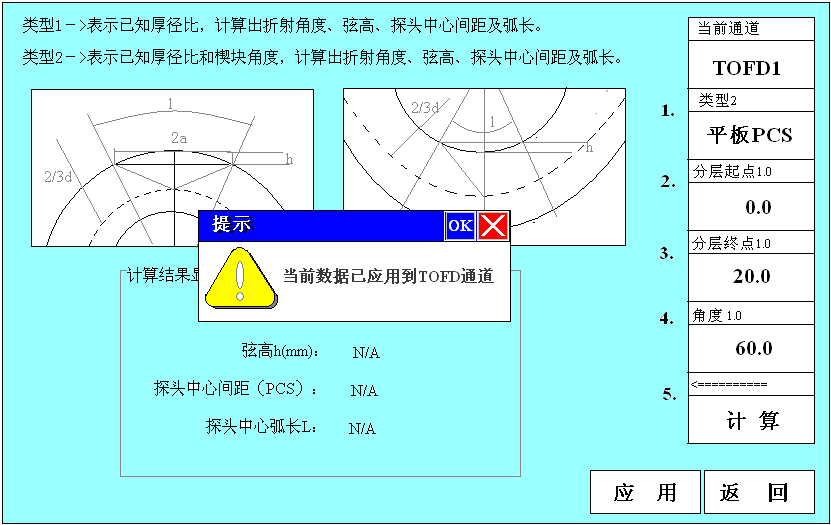 类型1－>表示已知厚径比，计算出折射角度、弦高、探头中心间距及弧长。
类型2－>表示已知厚径比和楔块角度，计算出折射角度、弦高、探头中心间距及弧长。
l
2a
h
2/3d
2/3d
l
h
提示
OK
当前数据已应用到TOFD通道
计算结果显
弦高h(mm)： N/A
探头中心间距（PCS）： N/A
探头中心弧长L： N/A
当前通道
TOFD1
1. 类型2
平板PCS
2. 分层起点1.0
0.0
3. 分层终点1.0
20.0
4. 角度 1.0
60.0
5. <==========
计 算
应 用
返 回